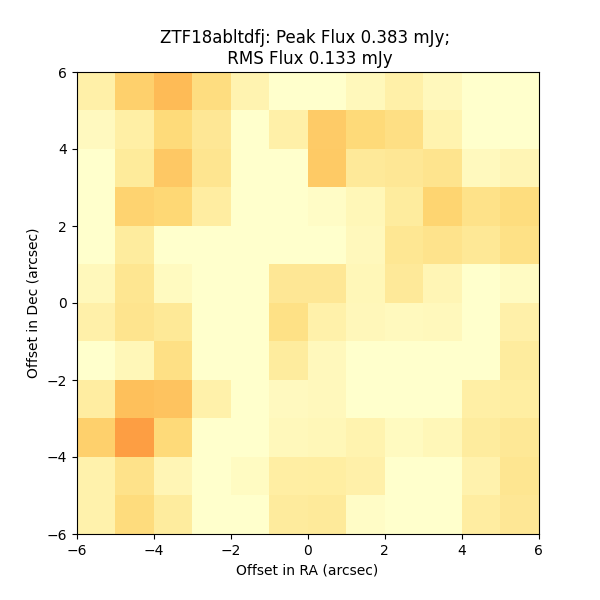 ZTF18abltdfj: Peak Flux 0.383 mJy;
RMS Flux 0.133 mJy
6
4
2
0
−2
−4
−6
Offset in Dec (arcsec)
−6 −4 −2 0 2 4 6
Offset in RA (arcsec)